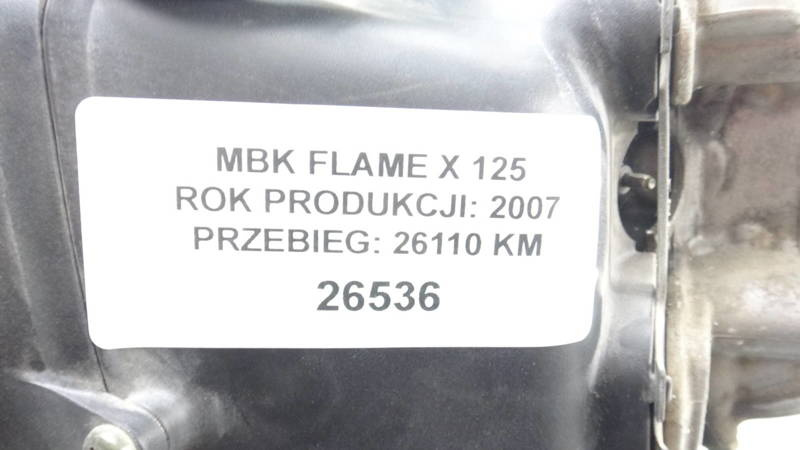 MBK FLAME X 125
ROK PRODUKCJI: 2007
PRZEBIEG: 26110 KM
26536